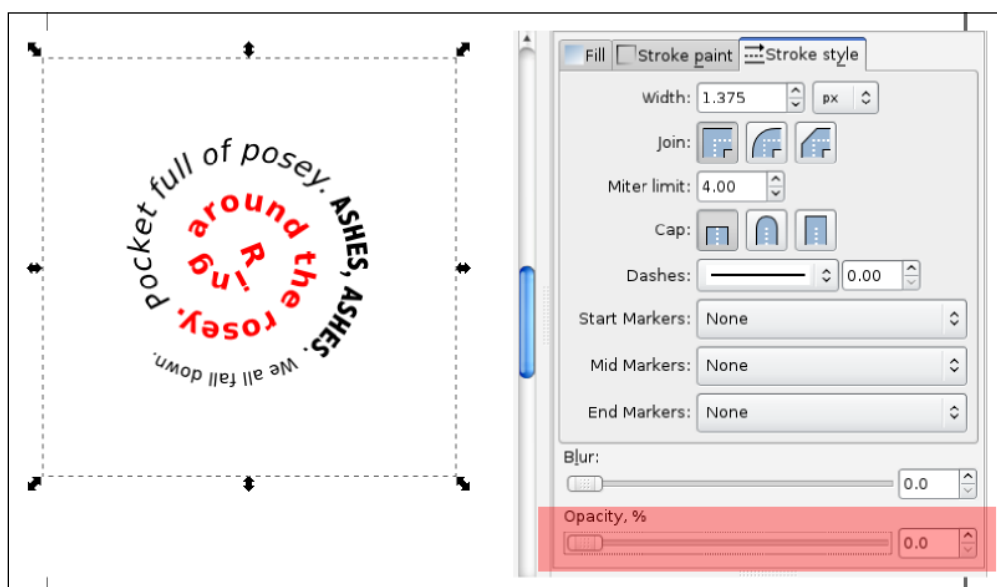 Ring around the rosey. Pocket full of posey. ASHES, ASHES. We all fall down.
Fill Stroke paint Stroke style
Width: 1.375 px
Join:
Miter limit: 4.00
Cap:
Dashes: 0.00
Start Markers: None
Mid Markers: None
End Markers: None
Blur:
0.0
Opacity, %
0.0